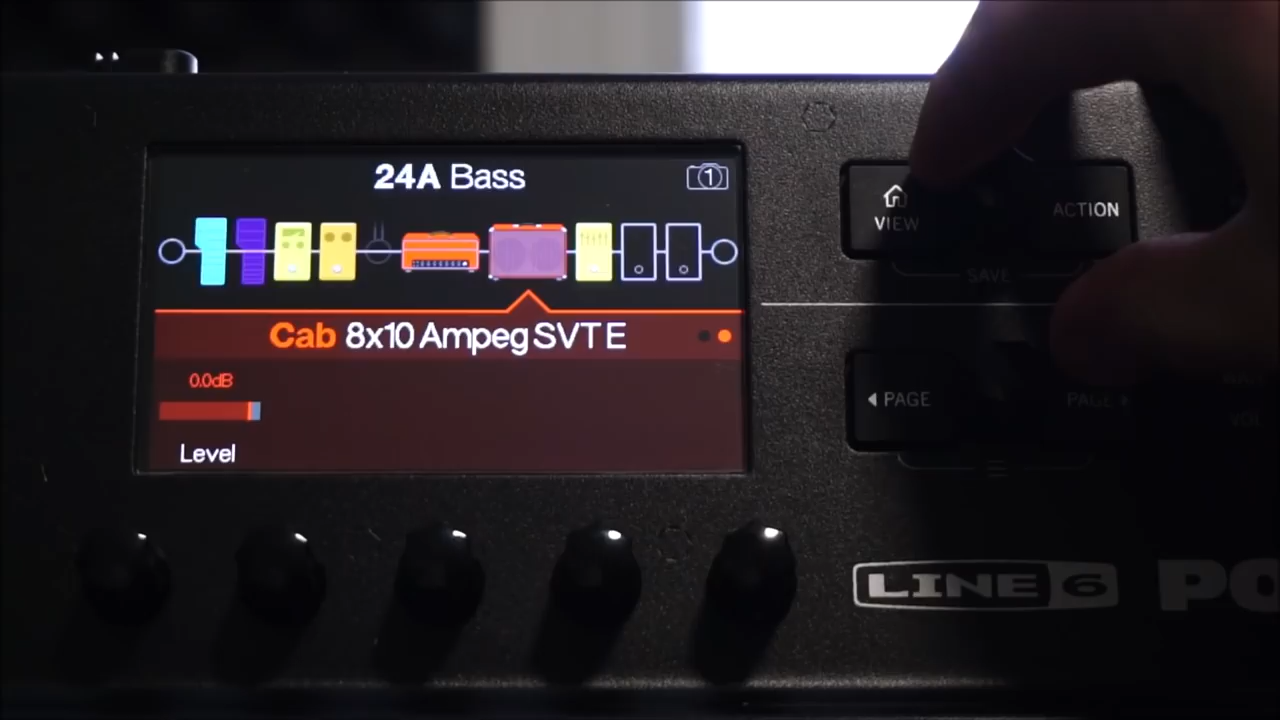 24A Bass
1
Cab 8x10 Ampeg SVT E
0.0dB
Level
VIEW
ACTION
SAVE
PAGE
PAGE
LINE 6